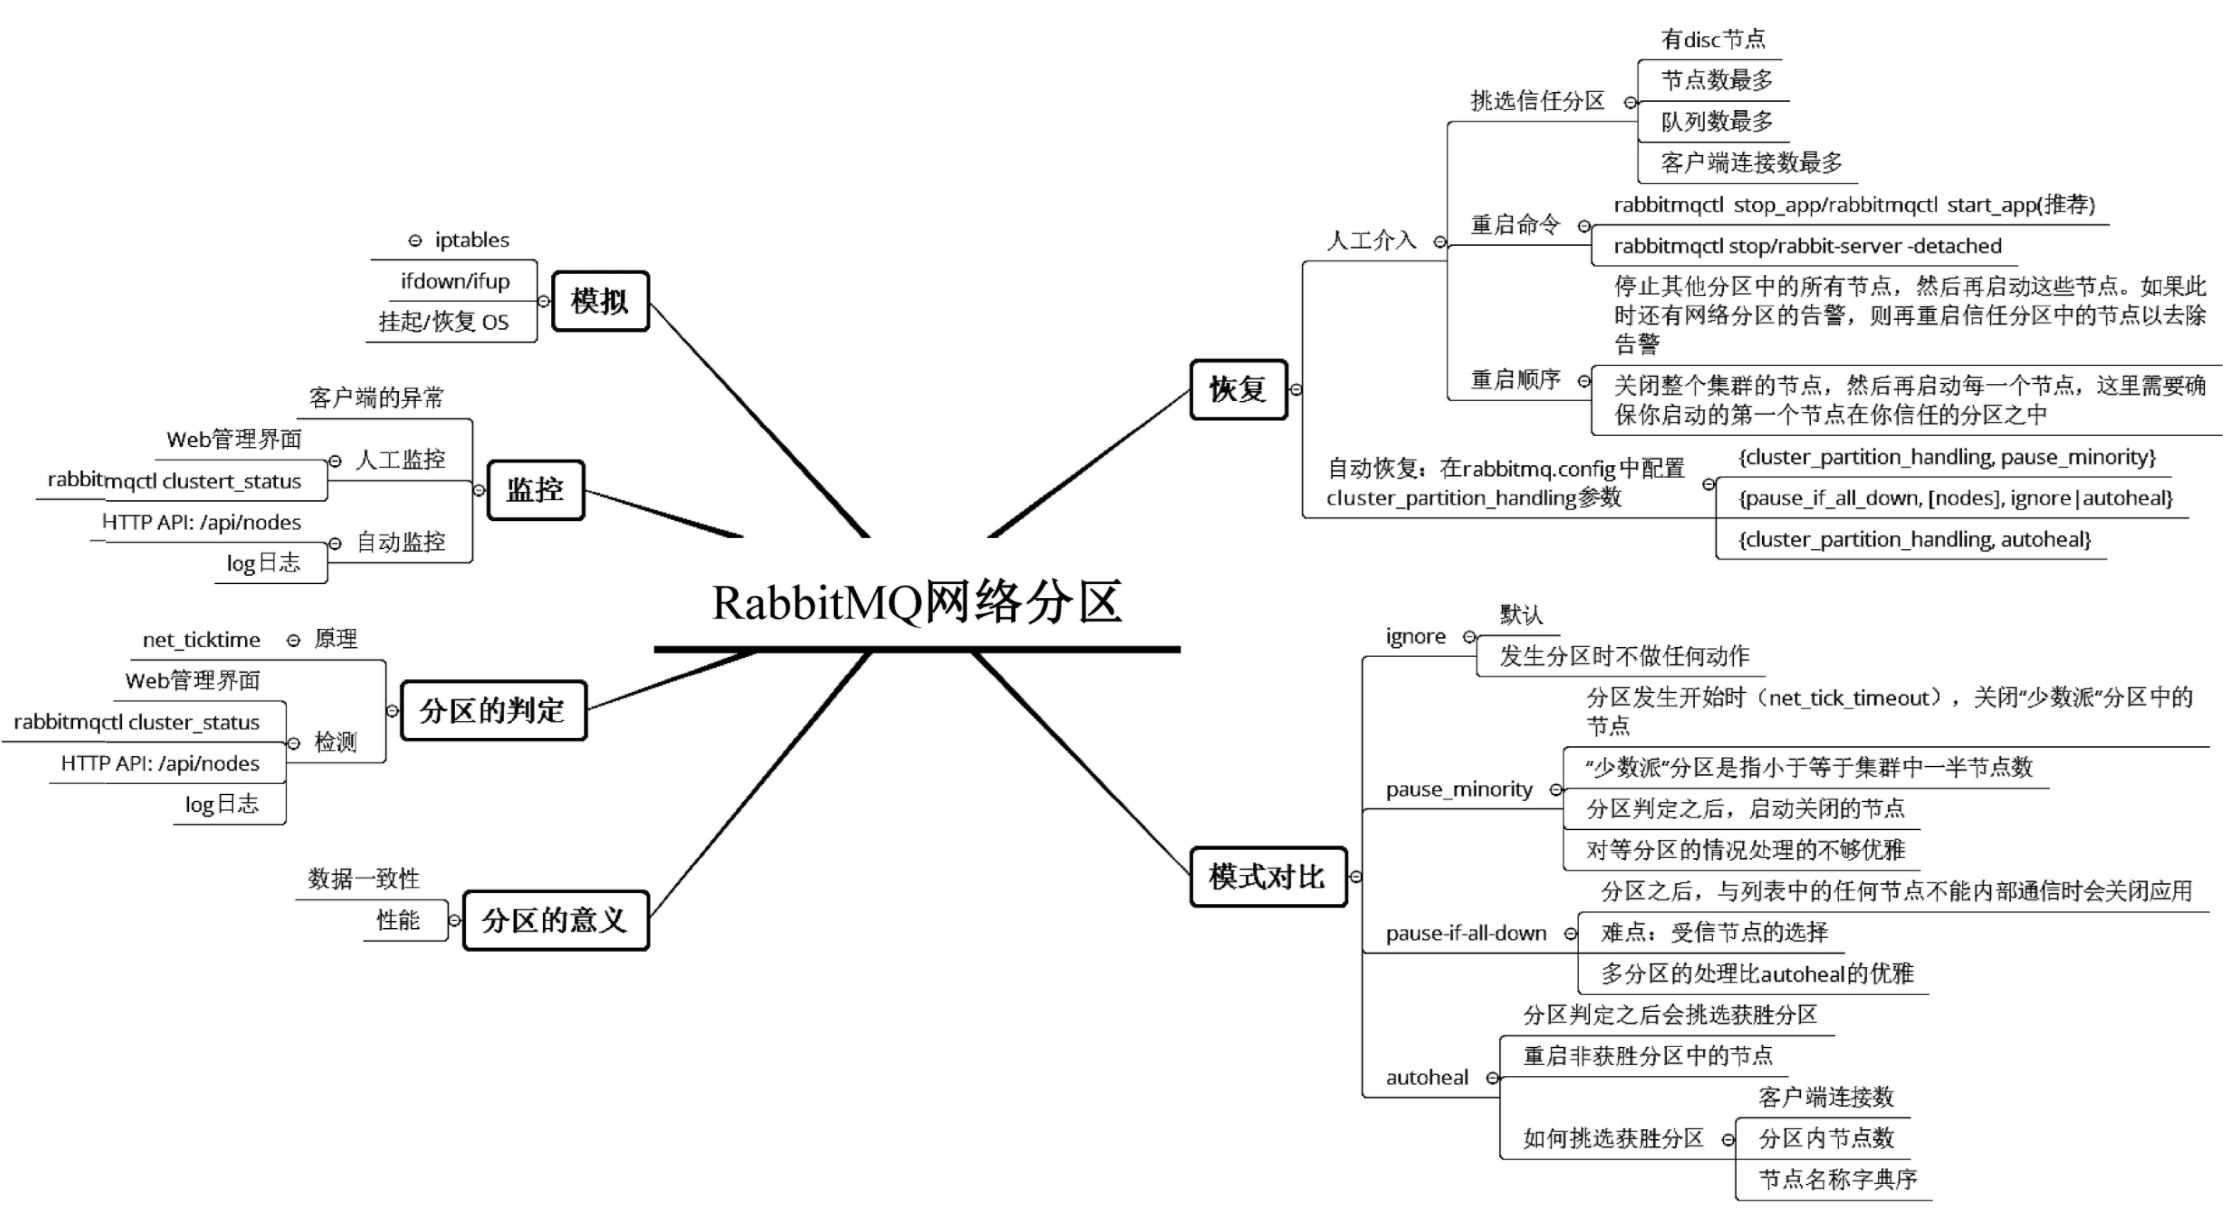 RabbitMQ网络分区
模拟
iptables
ifdown/ifup
挂起/恢复 OS
监控
客户端的异常
人工监控
Web管理界面
rabbitmqctl clustert_status
自动监控
HTTP API: /api/nodes
log日志
分区的判定
原理
net_ticktime
检测
Web管理界面
rabbitmqctl cluster_status
HTTP API: /api/nodes
log日志
分区的意义
数据一致性
性能
恢复
人工介入
挑选信任分区
有disc节点
节点数最多
队列数最多
客户端连接数最多
重启命令
rabbitmqctl stop_app/rabbitmqctl start_app(推荐)
rabbitmqctl stop/rabbit-server -detached
重启顺序
停止其他分区中的所有节点，然后再启动这些节点。如果此
时还有网络分区的告警，则再重启信任分区中的节点以去除
告警
关闭整个集群的节点，然后再启动每一个节点，这里需要确
保你启动的第一个节点在你信任的分区之中
自动恢复：在rabbitmq.config中配置
cluster_partition_handling参数
{cluster_partition_handling, pause_minority}
{pause_if_all_down, [nodes], ignore|autoheal}
{cluster_partition_handling, autoheal}
模式对比
ignore
默认
发生分区时不做任何动作
pause_minority
分区发生开始时（net_tick_timeout），关闭“少数派”分区中的
节点
“少数派”分区是指小于等于集群中一半节点数
分区判定之后，启动关闭的节点
对等分区的情况处理的不够优雅
pause-if-all-down
分区之后，与列表中的任何节点不能内部通信时会关闭应用
难点：受信节点的选择
多分区的处理比autoheal的优雅
autoheal
分区判定之后会挑选获胜分区
重启非获胜分区中的节点
如何挑选获胜分区
客户端连接数
分区内节点数
节点名称字典序